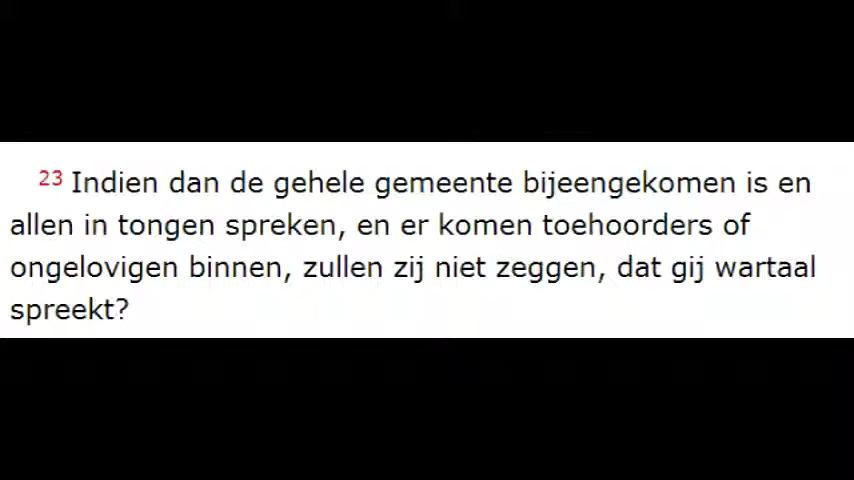 23 Indien dan de gehele gemeente bijeengekomen is en
allen in tongen spreken, en er komen toehoorders of
ongelovigen binnen, zullen zij niet zeggen, dat gij wartaal
spreekt?